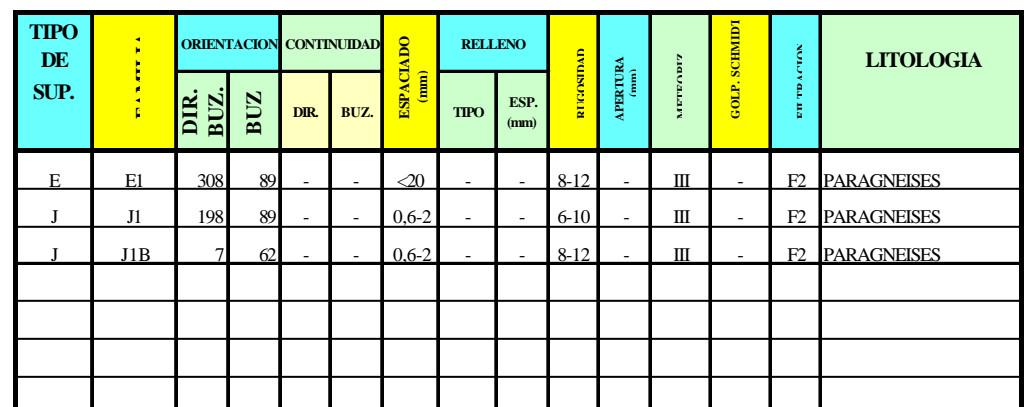 TIPO DE SUP.
ORIENTACION
CONTINUIDAD
ESPACIADO (mm)
RELLENO
RUGOSIDAD
APERTURA (mm)
GOLP. SCHMIDT
LITOLOGIA
DIR. BUZ.
BUZ
DIR.
BUZ.
TIPO
ESP. (mm)
E E1 308 89 - - <20 - - 8-12 - III - F2 PARAGNEISES
J J1 198 89 - - 0,6-2 - - 6-10 - III - F2 PARAGNEISES
J J1B 7 62 - - 0,6-2 - - 8-12 - III - F2 PARAGNEISES